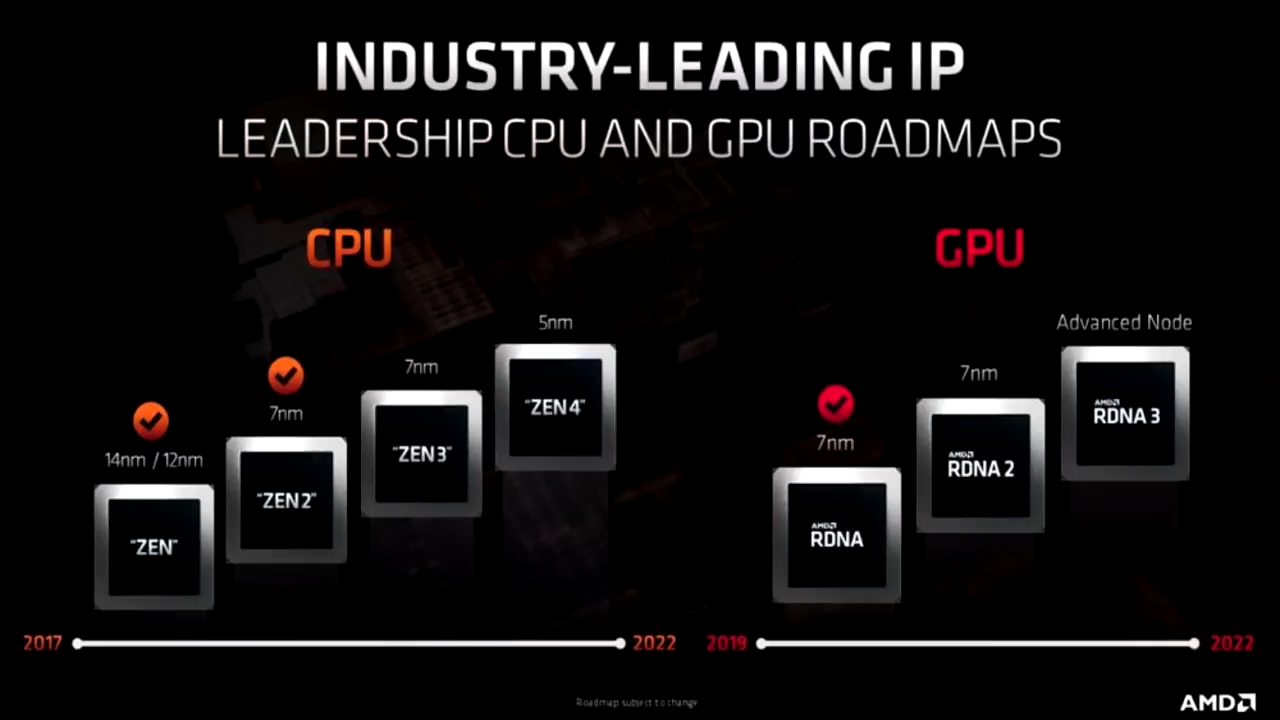 INDUSTRY-LEADING IP
LEADERSHIP CPU AND GPU ROADMAPS
CPU
14nm / 12nm
"ZEN"
7nm
"ZEN 2"
7nm
"ZEN 3"
5nm
"ZEN 4"
2017
2022
GPU
7nm
AMD
RDNA
7nm
AMD
RDNA 2
Advanced Node
AMD
RDNA 3
2019
2022
Roadmap subject to change
AMD